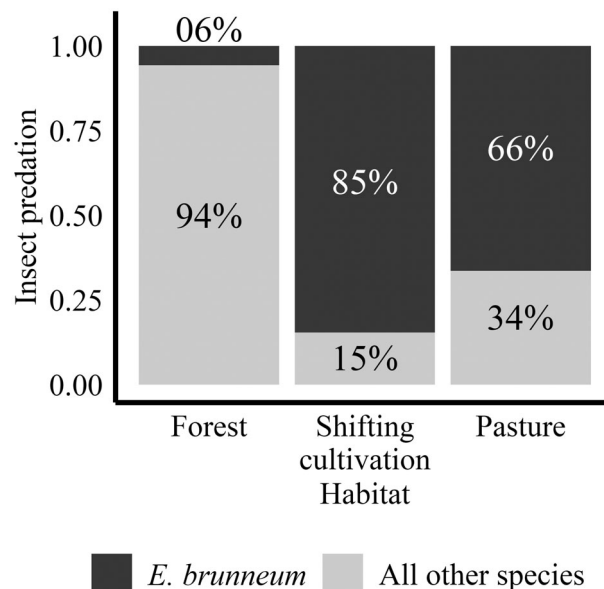 Insect predation
1.00
0.75
0.50
0.25
0.00
06%
94%
85%
15%
66%
34%
Forest
Shifting
cultivation
Pasture
Habitat
E. brunneum
All other species